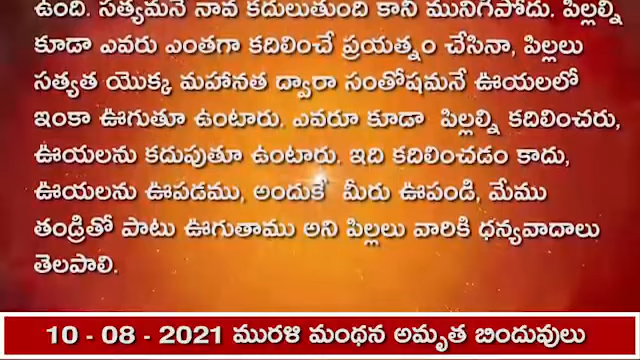 ఉంది. సత్యమనే నావ కదులుతుంది కాని మునిగిపోదు. పిల్లల్ని
కూడా ఎవరు ఎంతగా కదిలించే ప్రయత్నం చేసినా, పిల్లలు
సత్యత యొక్క మహానత ద్వారా సంతోషమనే ఊయలలో
ఇంకా ఊగుతూ ఉంటారు. ఎవరూ కూడా పిల్లల్ని కదిలించరు,
ఊయలను కదుపుతూ ఉంటారు. ఇది కదిలించడం కాదు,
ఊయలను ఊపడము, అందుకే మీరు ఊపండి, మేము
తండ్రితో పాటు ఊగుతాము అని పిల్లలు వారికి ధన్యవాదాలు
తెలపాలి.
10 - 08 - 2021 మురళి మంథన అమృత బిందువులు